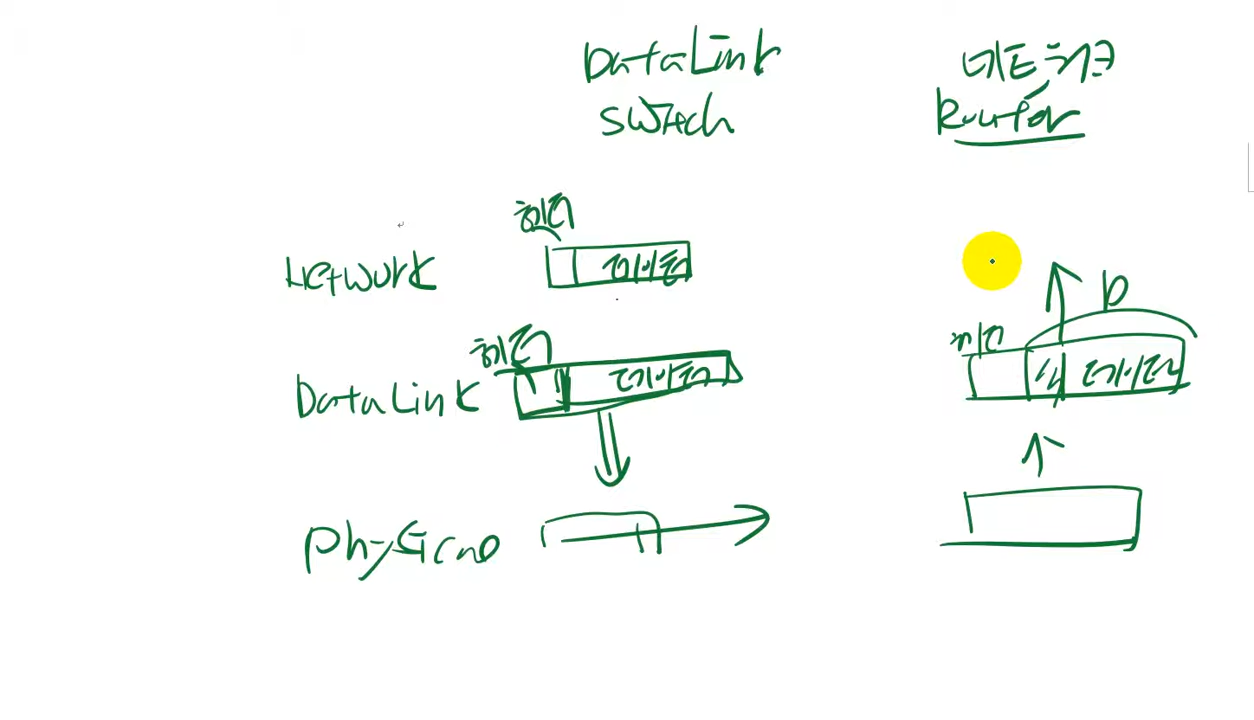 DataLink 네트워크
Switch Router
헤더
Network 데이터
헤더 D
DataLink 데이터 헤더 데이터
Physical